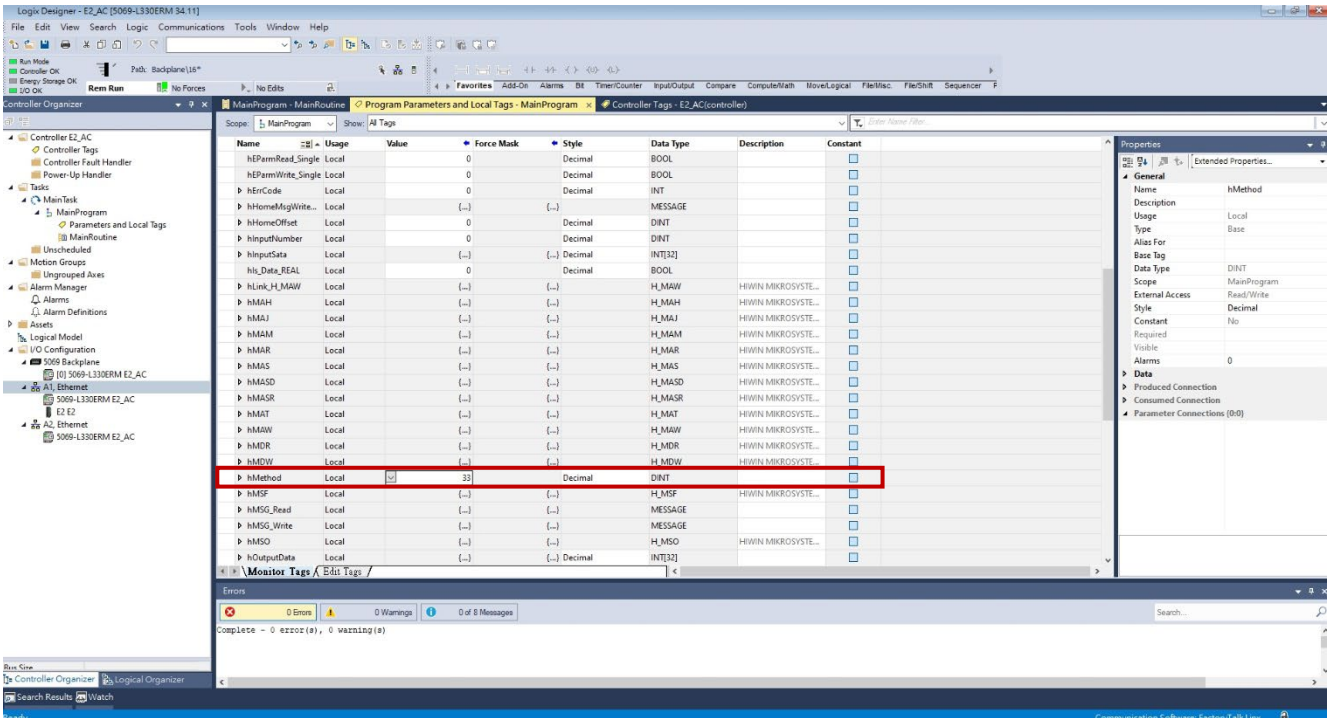 Logix Designer - E2_AC [5069-L330ERM 34.11]
File Edit View Search Logic Communications Tools Window Help
Run Mode
Controller OK
Energy Storage OK
I/O OK
Path: Backplane\16*
Rem Run No Forces No Edits
Favorites Add-On Alarms Bit Timer/Counter Input/Output Compare Compute/Math Move/Logical File/Misc. File/Shift Sequencer
Controller Organizer
Controller E2_AC
Controller Tags
Controller Fault Handler
Power-Up Handler
Tasks
MainTask
MainProgram
Parameters and Local Tags
MainRoutine
Unscheduled
Motion Groups
Ungrouped Axes
Alarm Manager
Alarms
Alarm Definitions
Assets
Logical Model
I/O Configuration
5069 Backplane
[0] 5069-L330ERM E2_AC
A1, Ethernet
5069-L330ERM E2_AC
E2 E2
A2, Ethernet
5069-L330ERM E2_AC
Bus Size
Controller Organizer Logical Organizer
MainProgram - MainRoutine Program Parameters and Local Tags - MainProgram × Controller Tags - E2_AC(controller)
Scope: MainProgram Show: All Tags Enter Name Filter...
Name Usage Value Force Mask Style Data Type Description Constant
hEParmRead_Single Local 0 Decimal BOOL
hEParmWrite_Single Local 0 Decimal BOOL
hErrCode Local 0 Decimal INT
hHomeMsgWrite... Local {...} {...} MESSAGE
hHomeOffset Local 0 Decimal DINT
hInputNumber Local 0 Decimal DINT
hInputSata Local {...} {...} Decimal INT[32]
hIs_Data_REAL Local 0 Decimal BOOL
hLink_H_MAW Local {...} {...} H_MAW HIWIN MIKROSYSTE...
hMAH Local {...} {...} H_MAH HIWIN MIKROSYSTE...
hMAJ Local {...} {...} H_MAJ HIWIN MIKROSYSTE...
hMAM Local {...} {...} H_MAM HIWIN MIKROSYSTE...
hMAR Local {...} {...} H_MAR HIWIN MIKROSYSTE...
hMAS Local {...} {...} H_MAS HIWIN MIKROSYSTE...
hMASD Local {...} {...} H_MASD HIWIN MIKROSYSTE...
hMASR Local {...} {...} H_MASR HIWIN MIKROSYSTE...
hMAT Local {...} {...} H_MAT HIWIN MIKROSYSTE...
hMAW Local {...} {...} H_MAW HIWIN MIKROSYSTE...
hMDR Local {...} {...} H_MDR HIWIN MIKROSYSTE...
hMDW Local {...} {...} H_MDW HIWIN MIKROSYSTE...
hMethod Local 33 Decimal DINT
hMSF Local {...} {...} H_MSF HIWIN MIKROSYSTE...
hMSG_Read Local {...} {...} MESSAGE
hMSG_Write Local {...} {...} MESSAGE
hMSO Local {...} {...} H_MSO HIWIN MIKROSYSTE...
hOutputData Local {...} {...} Decimal INT[32]
Monitor Tags Edit Tags
Properties
Extended Properties...
General
Name hMethod
Description
Usage Local
Type Base
Alias For
Base Tag
Data Type DINT
Scope MainProgram
External Access Read/Write
Style Decimal
Constant No
Required
Visible
Alarms 0
Data
Produced Connection
Consumed Connection
Parameter Connections {0:0}
Errors
0 Errors 0 Warnings 0 of 8 Messages Search...
Complete - 0 error(s), 0 warning(s)
Search Results Watch
Ready Communication Software: FactoryTalk Linx